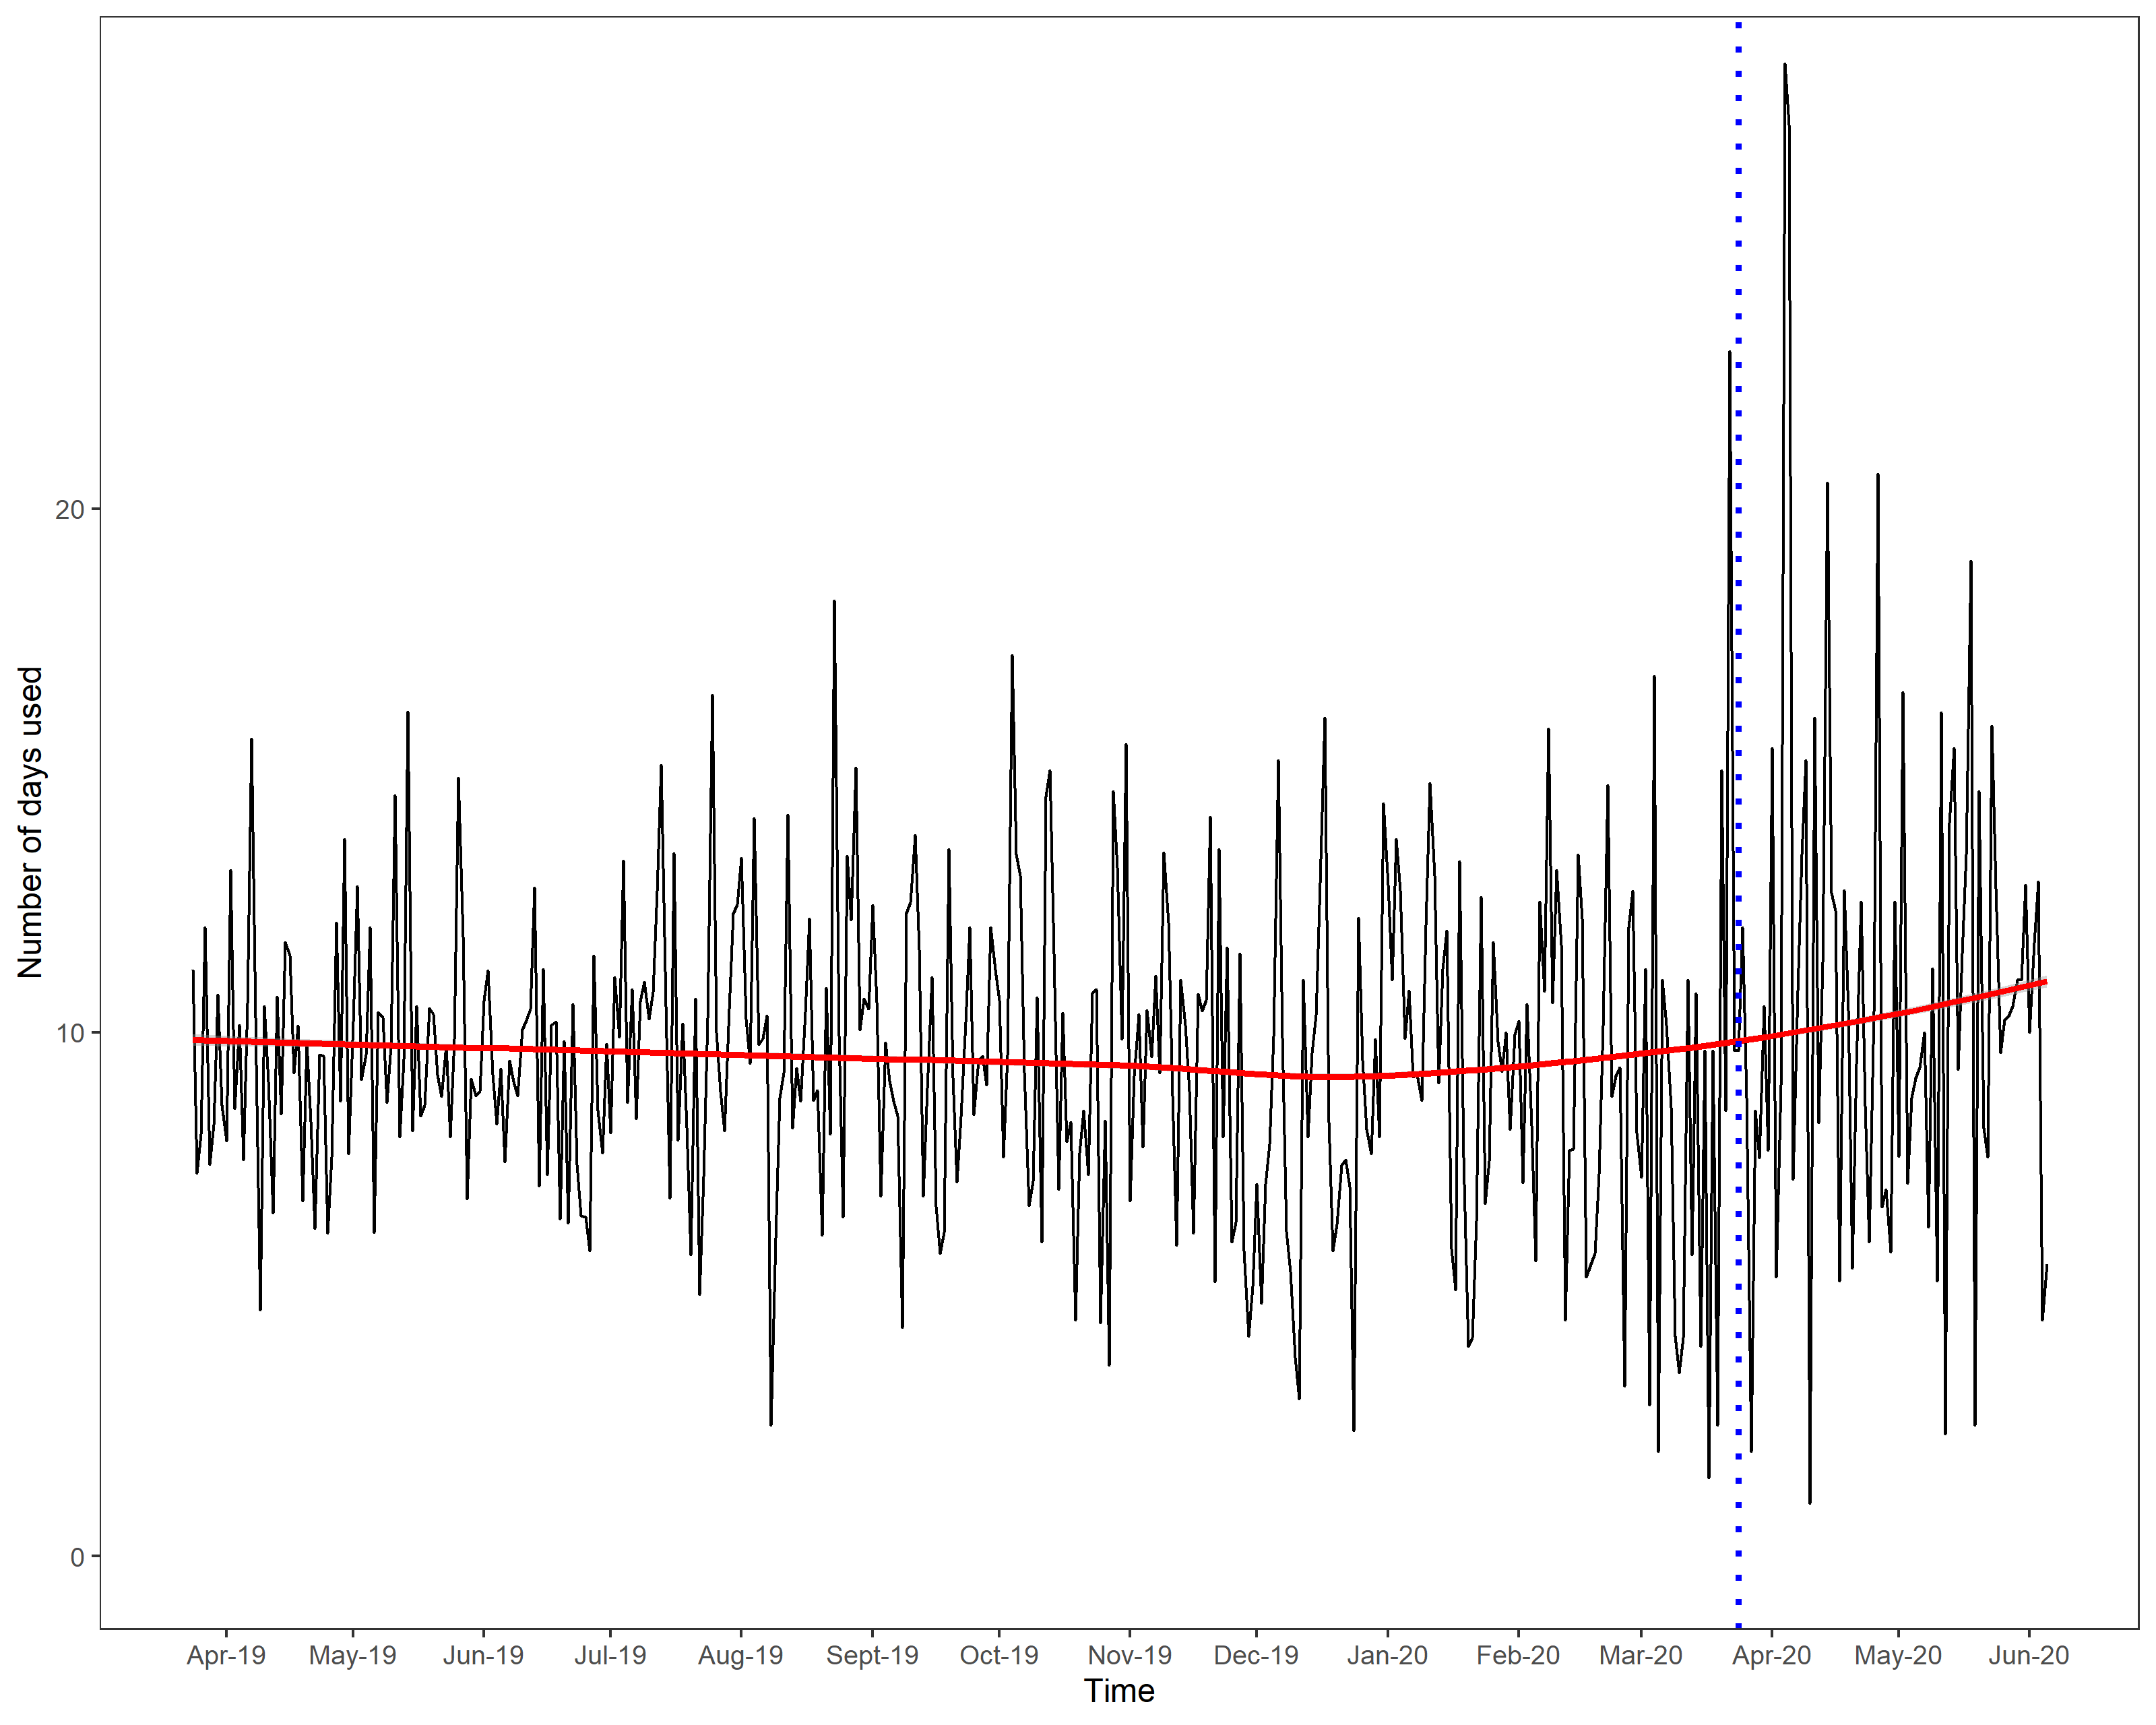 Number of days used
20
10
0
Apr-19 May-19 Jun-19 Jul-19 Aug-19 Sept-19 Oct-19 Nov-19 Dec-19 Jan-20 Feb-20 Mar-20 Apr-20 May-20 Jun-20
Time